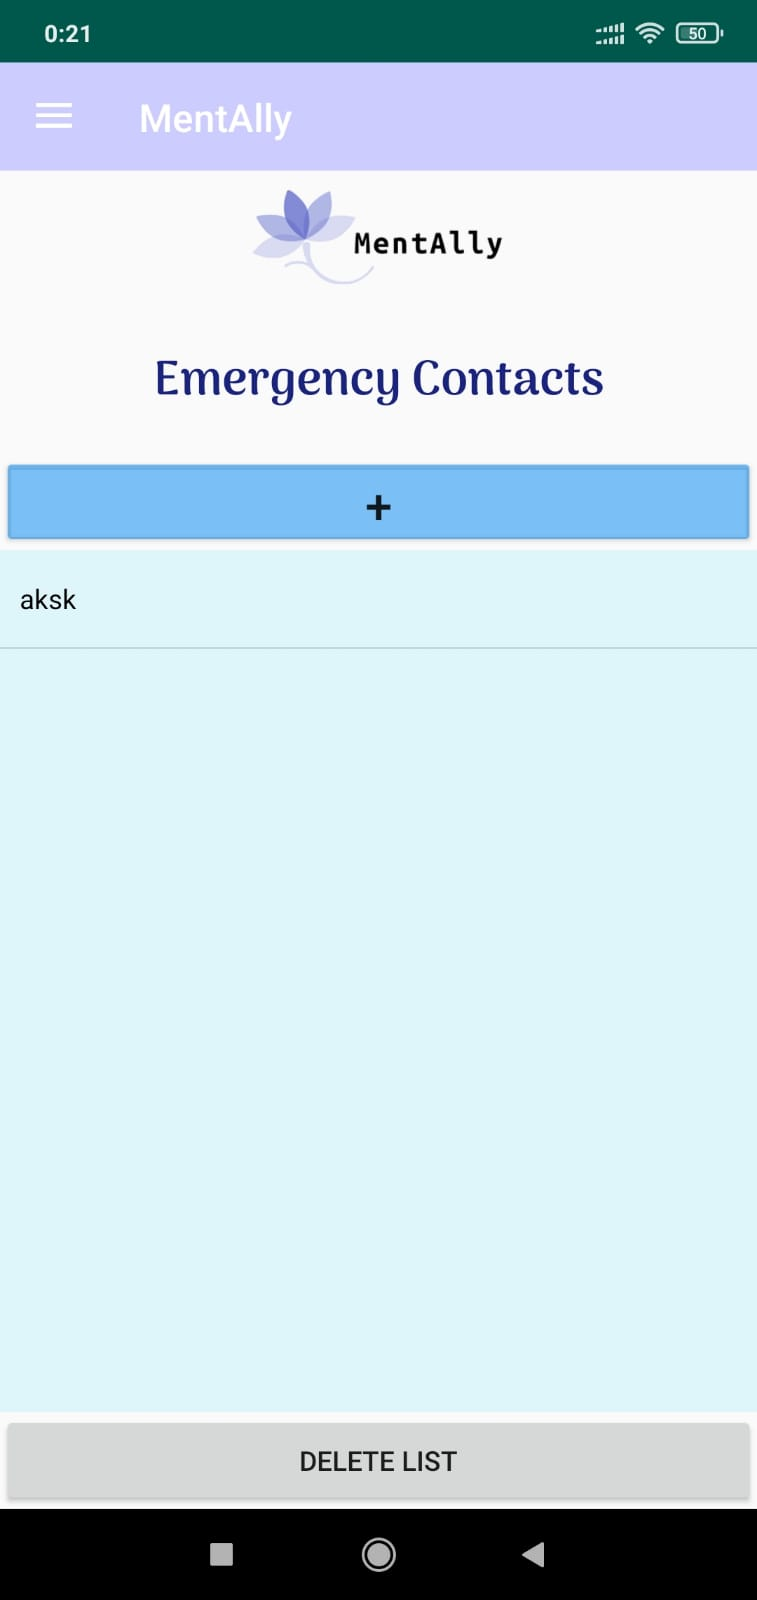 0:21
50
MentAlly
MentAlly
Emergency Contacts
+
aksk
DELETE LIST